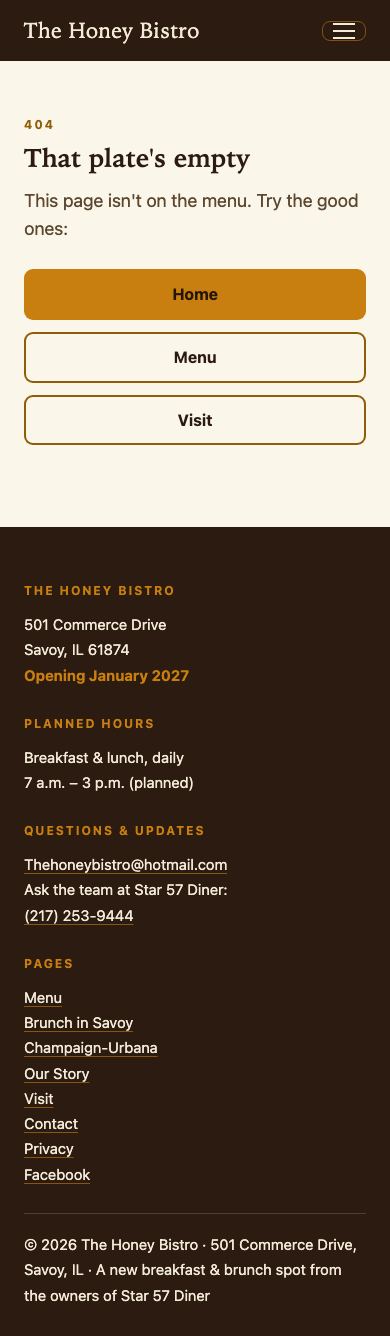 The Honey Bistro
404
That plate's empty
This page isn't on the menu. Try the good
ones:
Home
Menu
Visit
THE HONEY BISTRO
501 Commerce Drive
Savoy, IL 61874
Opening January 2027
PLANNED HOURS
Breakfast & lunch, daily
7 a.m. – 3 p.m. (planned)
QUESTIONS & UPDATES
Thehoneybistro@hotmail.com
Ask the team at Star 57 Diner:
(217) 253-9444
PAGES
Menu
Brunch in Savoy
Champaign-Urbana
Our Story
Visit
Contact
Privacy
Facebook
© 2026 The Honey Bistro · 501 Commerce Drive,
Savoy, IL · A new breakfast & brunch spot from
the owners of Star 57 Diner